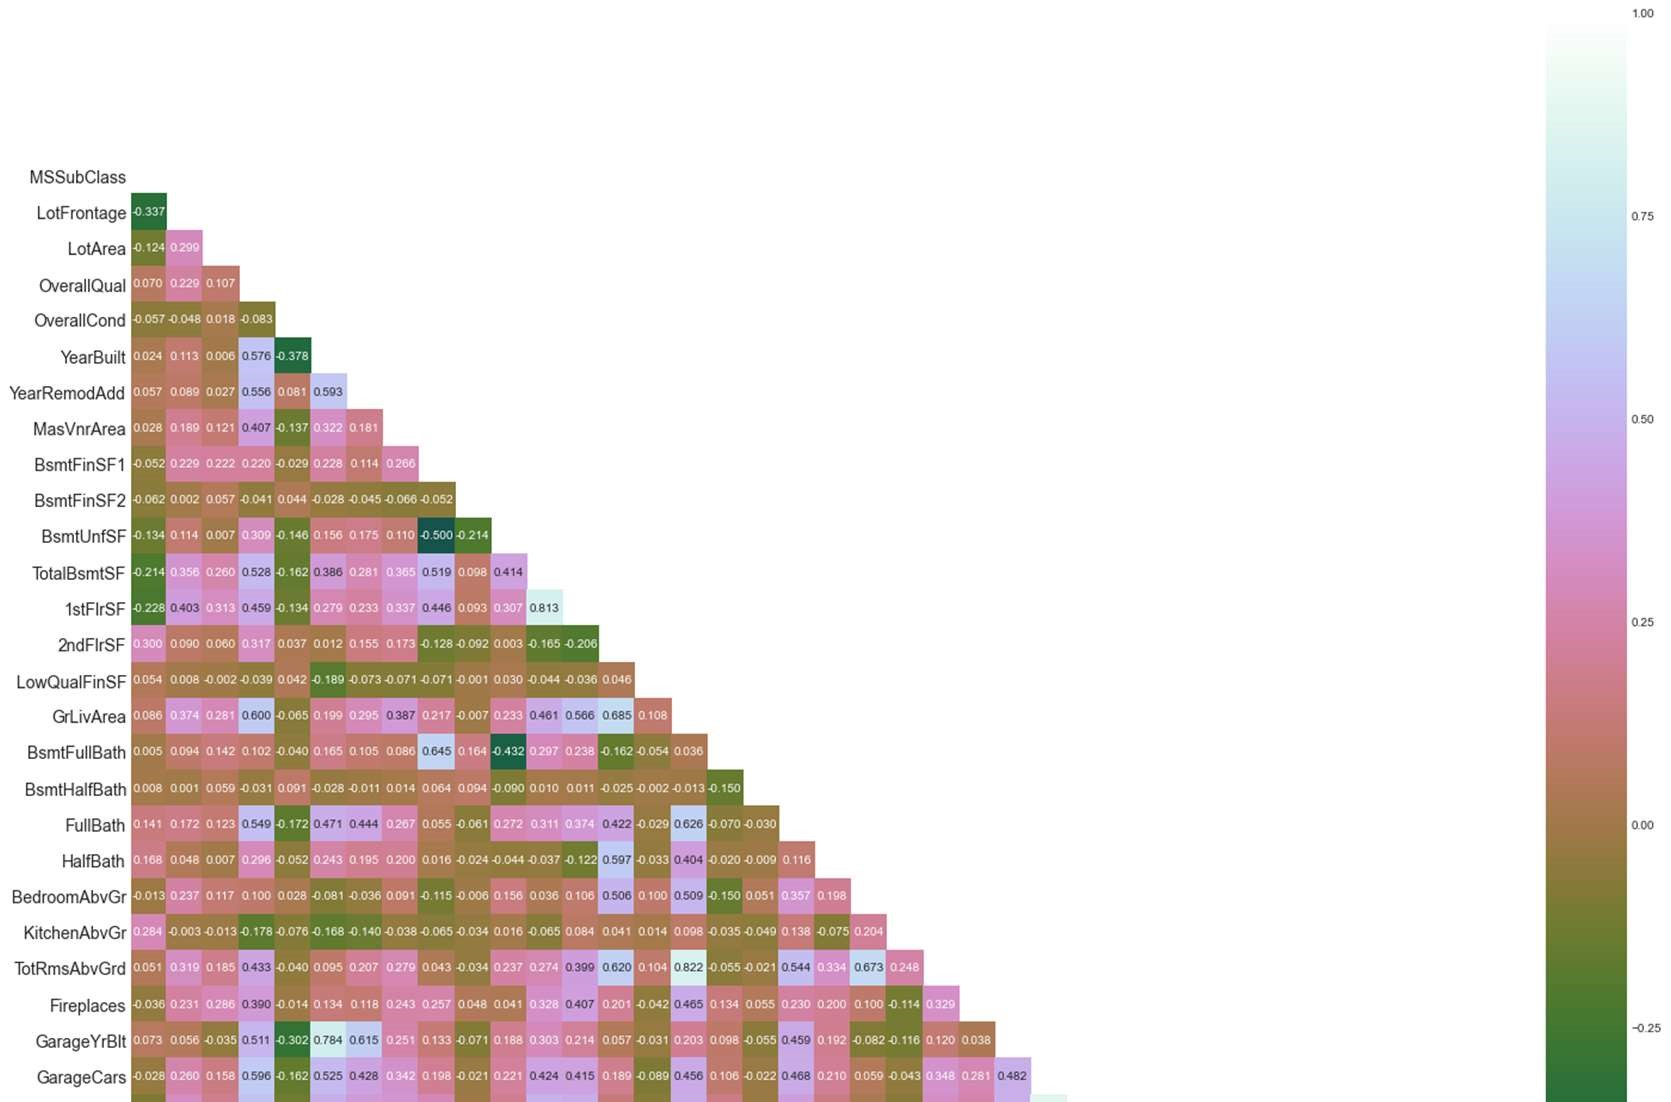 1.00
MSSubClass
LotFrontage -0.337
0.75
LotArea -0.124 0.299
OverallQual 0.070 0.229 0.107
OverallCond -0.057 -0.048 0.018 -0.083
YearBuilt 0.024 0.113 0.006 0.576 -0.378
YearRemodAdd 0.057 0.089 0.027 0.556 0.081 0.593
0.50
MasVnrArea 0.028 0.189 0.121 0.407 -0.137 0.322 0.181
BsmtFinSF1 -0.052 0.229 0.222 0.220 -0.029 0.228 0.114 0.266
BsmtFinSF2 -0.062 0.002 0.057 -0.041 0.044 -0.028 -0.045 -0.066 -0.052
BsmtUnfSF -0.134 0.114 0.007 0.309 -0.146 0.156 0.175 0.110 -0.500 -0.214
TotalBsmtSF -0.214 0.356 0.260 0.528 -0.162 0.386 0.281 0.365 0.519 0.098 0.414
1stFlrSF -0.228 0.403 0.313 0.459 -0.134 0.279 0.233 0.337 0.446 0.093 0.307 0.813
0.25
2ndFlrSF 0.300 0.090 0.060 0.317 0.037 0.012 0.155 0.173 -0.128 -0.092 0.003 -0.165 -0.206
LowQualFinSF 0.054 0.008 -0.002 -0.039 0.042 -0.189 -0.073 -0.071 -0.071 -0.001 0.030 -0.044 -0.036 0.046
GrLivArea 0.086 0.374 0.281 0.600 -0.065 0.199 0.295 0.387 0.217 -0.007 0.233 0.461 0.566 0.685 0.108
BsmtFullBath 0.005 0.094 0.142 0.102 -0.040 0.165 0.105 0.086 0.645 0.164 -0.432 0.297 0.238 -0.162 -0.054 0.036
BsmtHalfBath 0.008 0.001 0.059 -0.031 0.091 -0.028 -0.011 0.014 0.064 0.094 -0.090 0.010 0.011 -0.025 -0.002 -0.013 -0.150
FullBath 0.141 0.172 0.123 0.549 -0.172 0.471 0.444 0.267 0.055 -0.061 0.272 0.311 0.374 0.422 -0.029 0.626 -0.070 -0.030
0.00
HalfBath 0.168 0.048 0.007 0.296 -0.052 0.243 0.195 0.200 0.016 -0.024 -0.044 -0.037 -0.122 0.597 -0.033 0.404 -0.020 -0.009 0.116
BedroomAbvGr -0.013 0.237 0.117 0.100 0.028 -0.081 -0.036 0.091 -0.115 -0.006 0.156 0.036 0.106 0.506 0.100 0.509 -0.150 0.051 0.357 0.198
KitchenAbvGr 0.284 -0.003 -0.013 -0.178 -0.076 -0.168 -0.140 -0.038 -0.065 -0.034 0.016 -0.065 0.084 0.041 0.014 0.098 -0.035 -0.049 0.138 -0.075 0.204
TotRmsAbvGrd 0.051 0.319 0.185 0.433 -0.040 0.095 0.207 0.279 0.043 -0.034 0.237 0.274 0.399 0.620 0.104 0.822 -0.055 -0.021 0.544 0.334 0.673 0.248
Fireplaces -0.036 0.231 0.286 0.390 -0.014 0.134 0.118 0.243 0.257 0.048 0.041 0.328 0.407 0.201 -0.042 0.465 0.134 0.055 0.230 0.200 0.100 -0.114 0.329
−0.25
GarageYrBlt 0.073 0.056 -0.035 0.511 -0.302 0.784 0.615 0.251 0.133 -0.071 0.188 0.303 0.214 0.057 -0.031 0.203 0.098 -0.055 0.459 0.192 -0.082 -0.116 0.120 0.038
GarageCars -0.028 0.260 0.158 0.596 -0.162 0.525 0.428 0.342 0.198 -0.021 0.221 0.424 0.415 0.189 -0.089 0.456 0.106 -0.022 0.468 0.210 0.059 -0.043 0.348 0.281 0.482